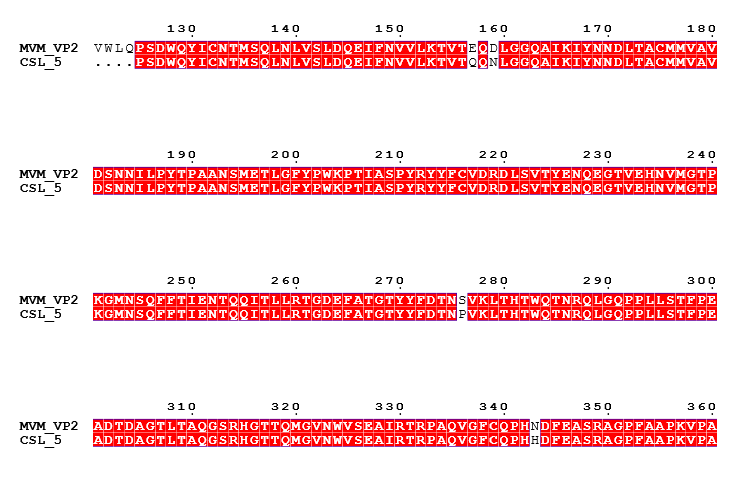 130 140 150 160 170 180
MVM_VP2 VWLQPSDWQYICNTMSQLNLVSLDQEIFNVVLKTVTEQDLGGQAIKIYNNDLTACMMVAV
CSL_5 ....PSDWQYICNTMSQLNLVSLDQEIFNVVLKTVTQQNLGGQAIKIYNNDLTACMMVAV
190 200 210 220 230 240
MVM_VP2 DSNNILPYTPAANSMETLGFYPWKPTIASPYRYYFCVDRDLSVTYENQEGTVEHNVMGTP
CSL_5 DSNNILPYTPAANSMETLGFYPWKPTIASPYRYYFCVDRDLSVTYENQEGTVEHNVMGTP
250 260 270 280 290 300
MVM_VP2 KGMNSQFFTIENTQQITLLRTGDEFATGTYYFDTNSVKLTHTWQTNRQLGQPPLLSTFPE
CSL_5 KGMNSQFFTIENTQQITLLRTGDEFATGTYYFDTNPVKLTHTWQTNRQLGQPPLLSTFPE
310 320 330 340 350 360
MVM_VP2 ADTDAGTLTAQGSRHGTTQMGVNWVSEAIRTRPAQVGFCQPHNDFEASRAGPFAAPKVPA
CSL_5 ADTDAGTLTAQGSRHGTTQMGVNWVSEAIRTRPAQVGFCQPHHDFEASRAGPFAAPKVPA